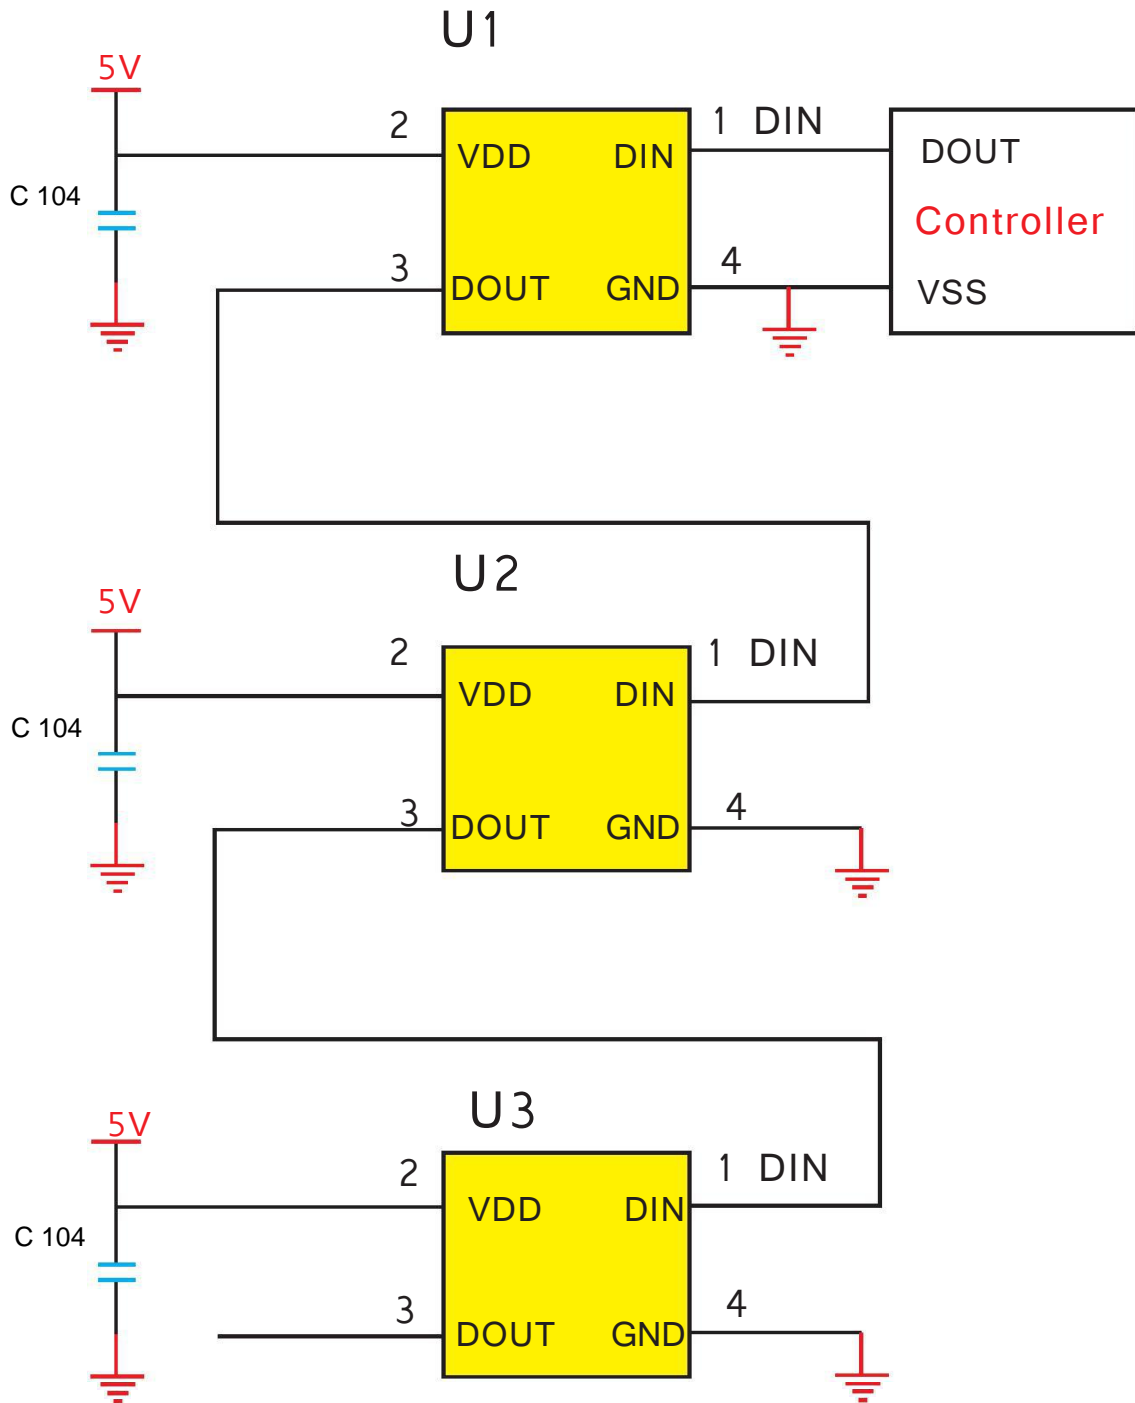 U1
5V
2
1 DIN
VDD
DIN
DOUT
C 104
Controller
3
4
DOUT
GND
VSS
U2
5V
2
1 DIN
VDD
DIN
C 104
3
4
DOUT
GND
U3
5V
2
1 DIN
VDD
DIN
C 104
3
4
DOUT
GND